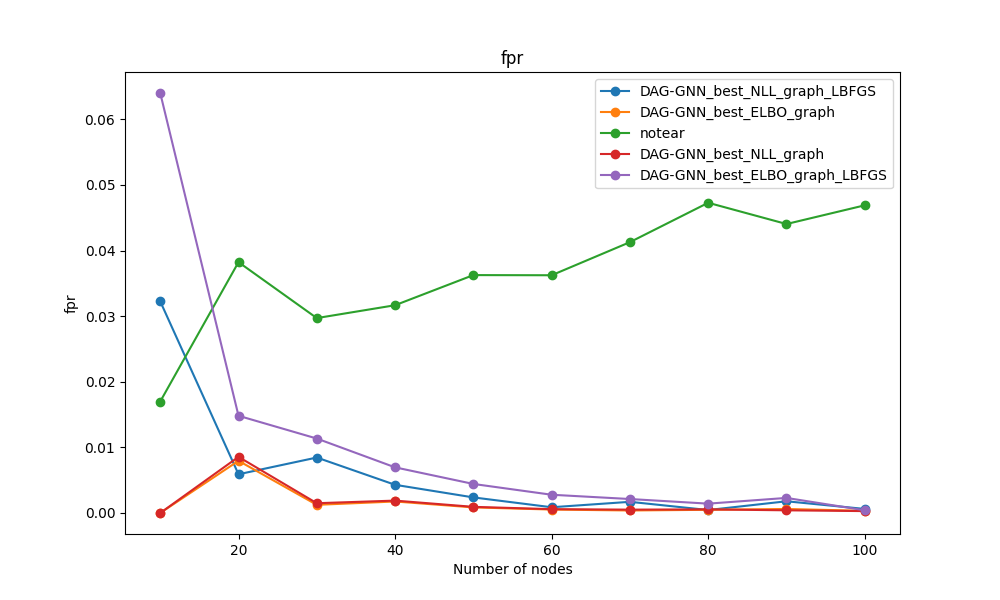 fpr
DAG-GNN_best_NLL_graph_LBFGS
DAG-GNN_best_ELBO_graph
notear
DAG-GNN_best_NLL_graph
DAG-GNN_best_ELBO_graph_LBFGS
fpr
0.06
0.05
0.04
0.03
0.02
0.01
0.00
20 40 60 80 100
Number of nodes